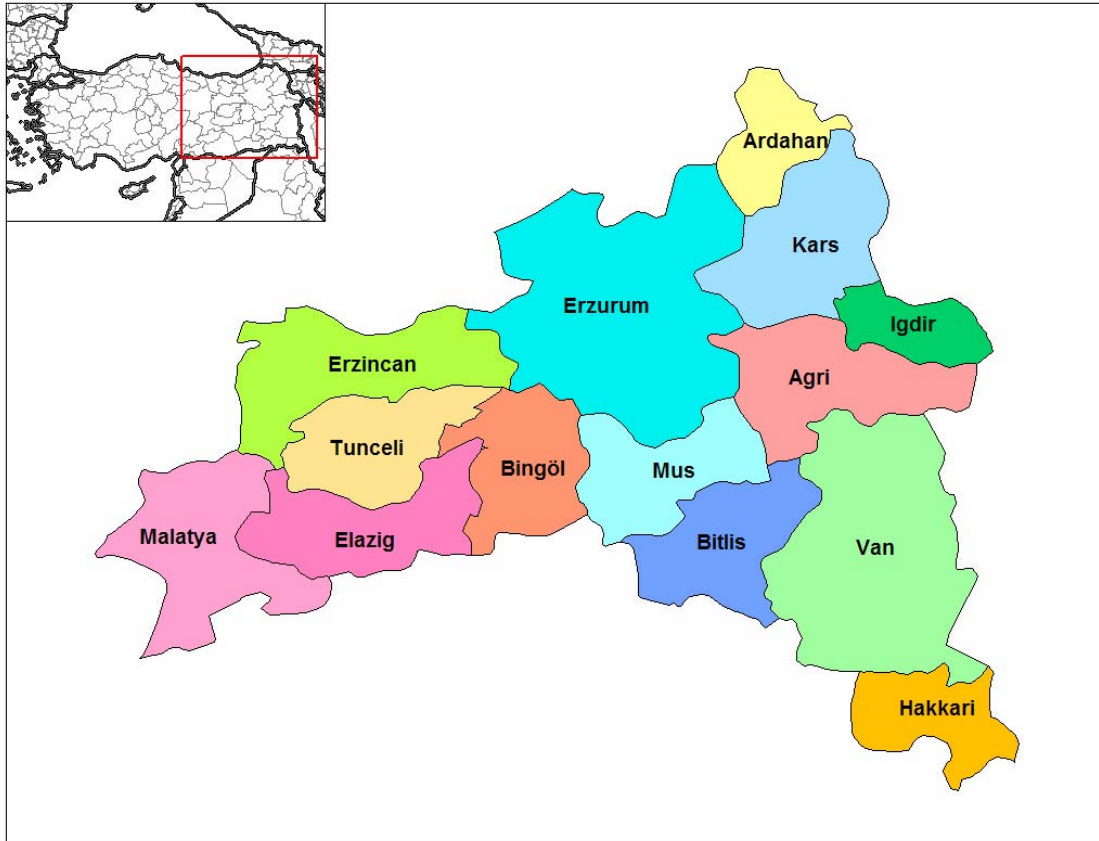 Ardahan
Kars
Erzurum
Igdir
Erzincan
Agri
Tunceli
Bingöl
Mus
Malatya
Elazig
Bitlis
Van
Hakkari